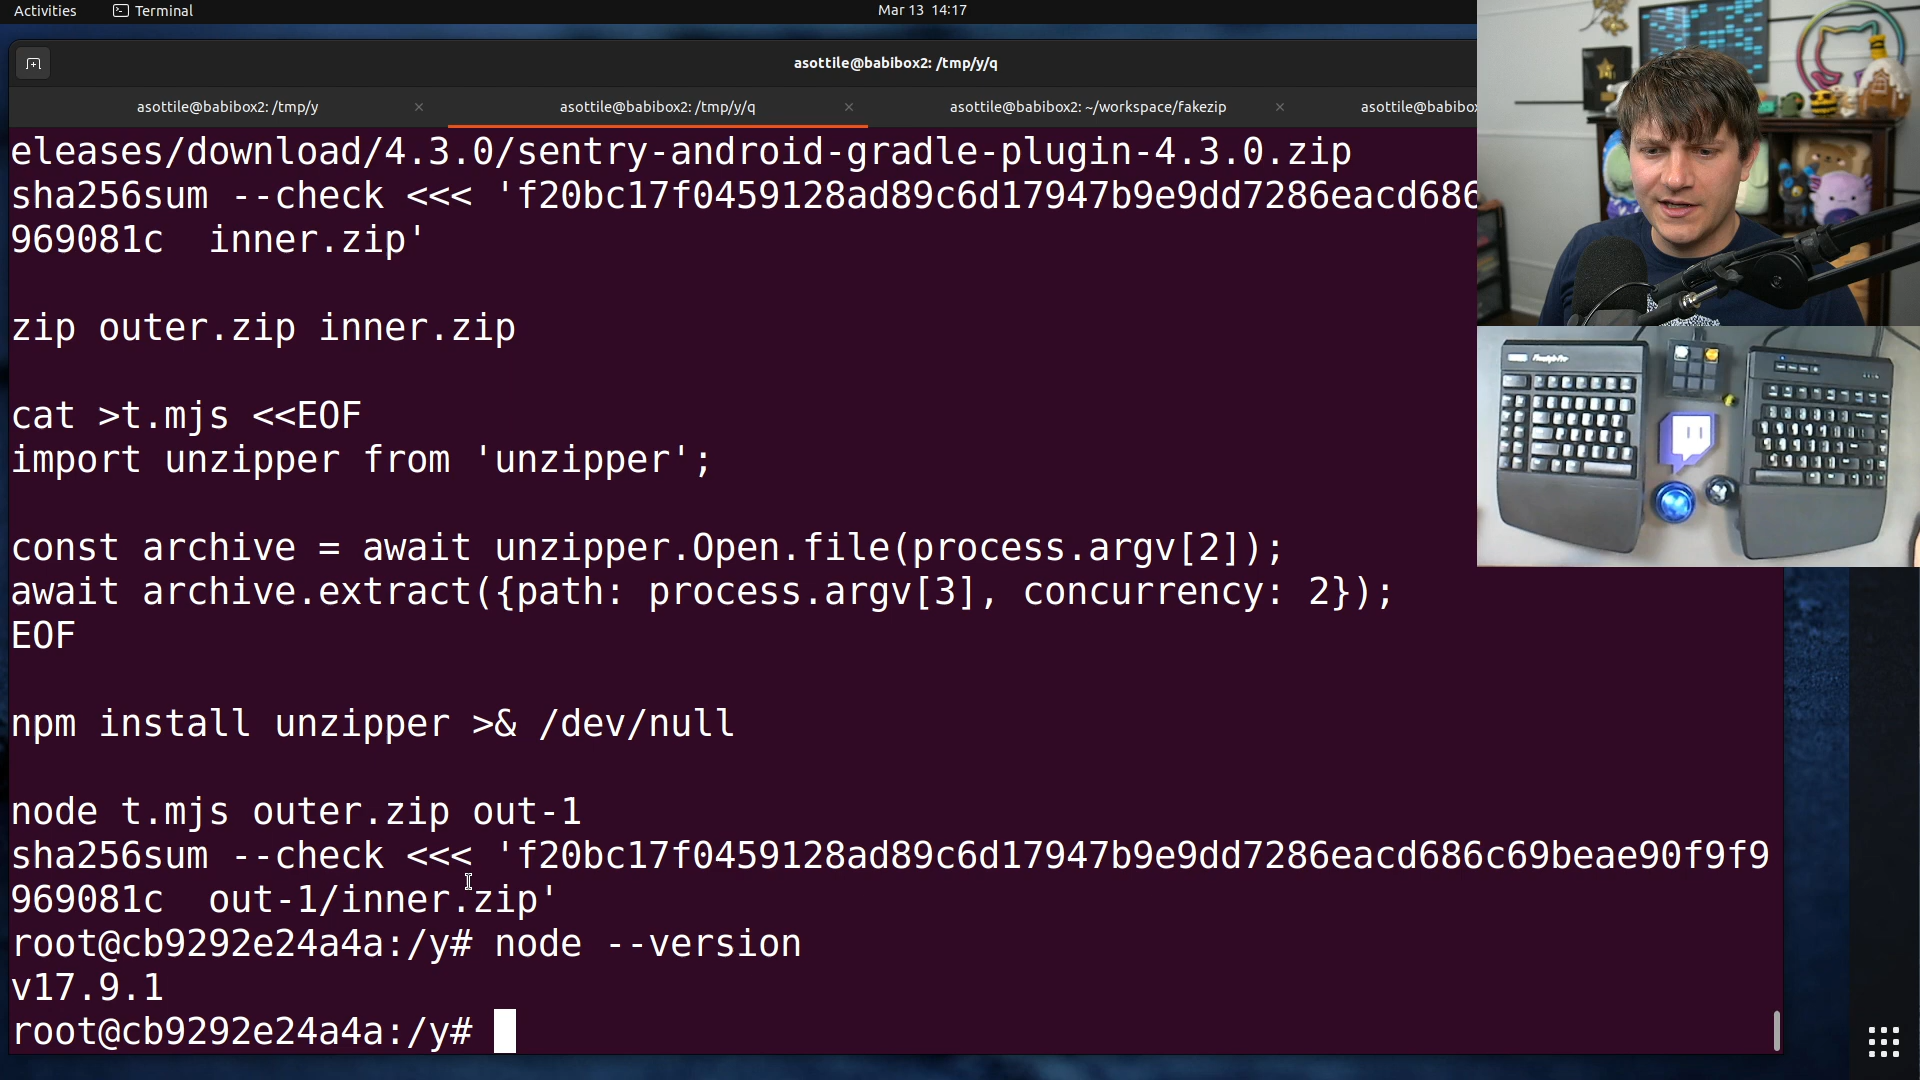 Activities
Terminal
Mar 13 14:17
asottile@babibox2: /tmp/y/q
asottile@babibox2: /tmp/y
asottile@babibox2: /tmp/y/q
asottile@babibox2: ~/workspace/fakezip
asottile@babibo
eleases/download/4.3.0/sentry-android-gradle-plugin-4.3.0.zip
sha256sum --check <<< 'f20bc17f0459128ad89c6d17947b9e9dd7286eacd686
969081c  inner.zip'
zip outer.zip inner.zip
cat >t.mjs <<EOF
import unzipper from 'unzipper';
const archive = await unzipper.Open.file(process.argv[2]);
await archive.extract({path: process.argv[3], concurrency: 2});
EOF
npm install unzipper >& /dev/null
node t.mjs outer.zip out-1
sha256sum --check <<< 'f20bc17f0459128ad89c6d17947b9e9dd7286eacd686c69beae90f9f9
969081c  out-1/inner.zip'
root@cb9292e24a4a:/y# node --version
v17.9.1
root@cb9292e24a4a:/y#